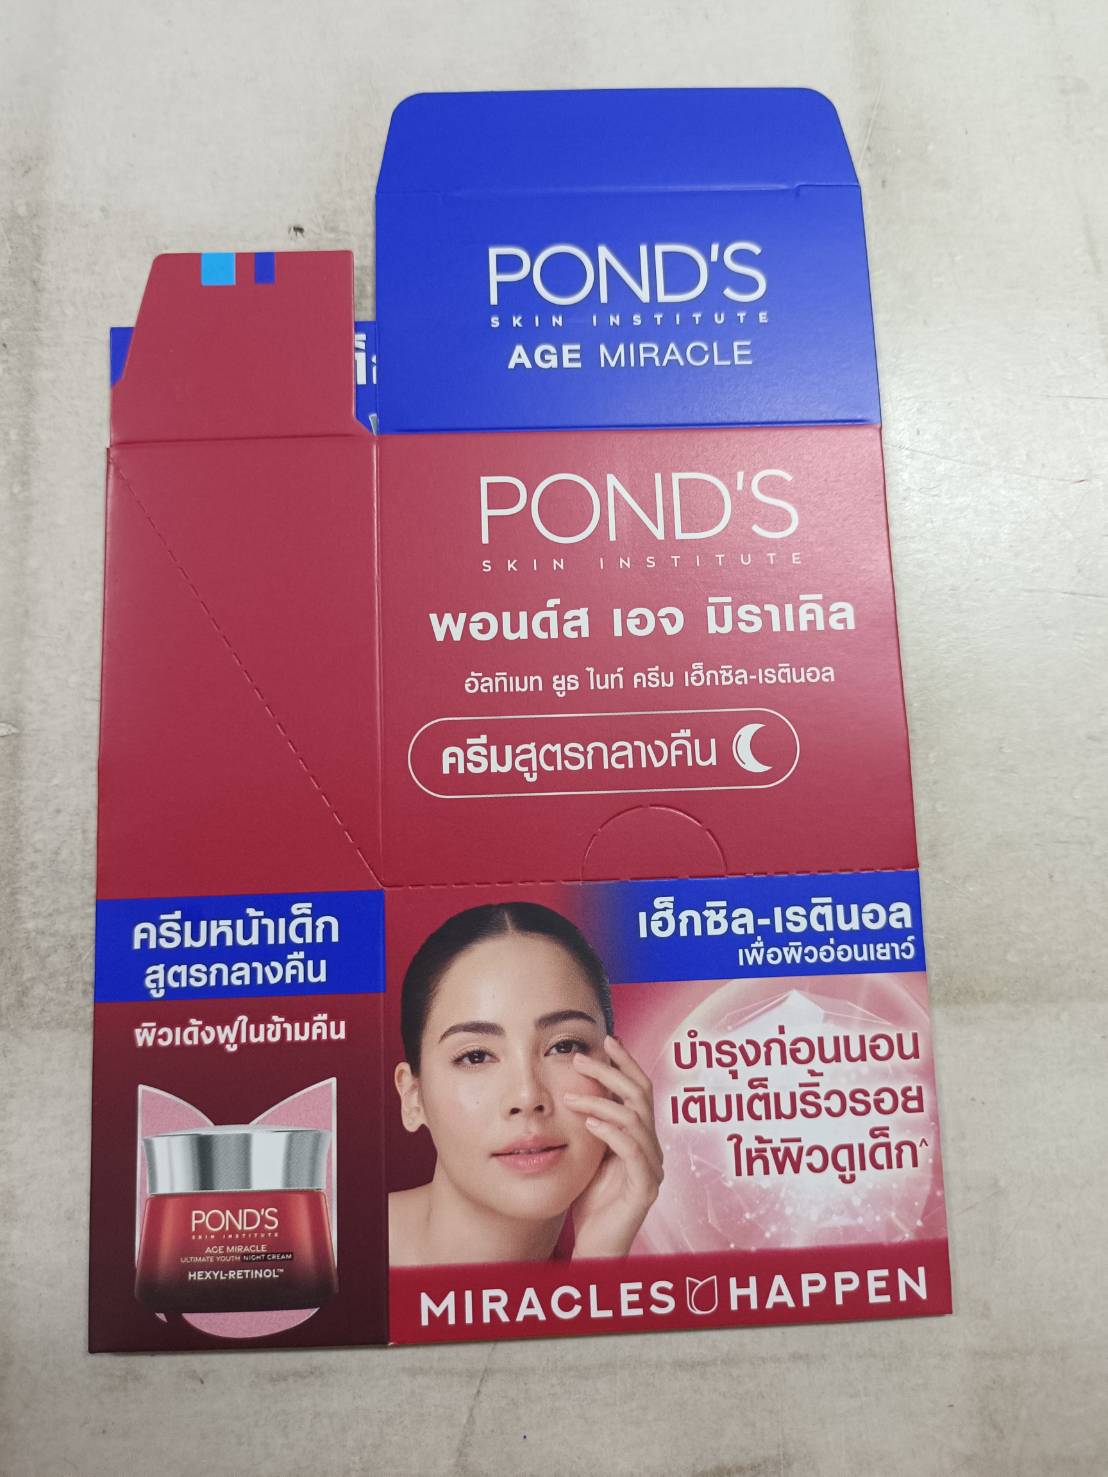 POND'S
SKIN INSTITUTE
AGE MIRACLE
POND'S
SKIN INSTITUTE
พอนด์ส เอจ มิราเคิล
อัลทิเมท ยูธ ไนท์ ครีม เฮ็กซิล-เรตินอล
ครีมสูตรกลางคืน
ครีมหน้าเด็ก
สูตรกลางคืน
ผิวเด้งฟูในข้ามคืน
POND'S
SKIN INSTITUTE
AGE MIRACLE
ULTIMATE YOUTH NIGHT CREAM
HEXYL-RETINOL™
เฮ็กซิล-เรตินอล
เพื่อผิวอ่อนเยาว์
บำรุงก่อนนอน
เติมเต็มริ้วรอย
ให้ผิวดูเด็ก^
MIRACLES HAPPEN